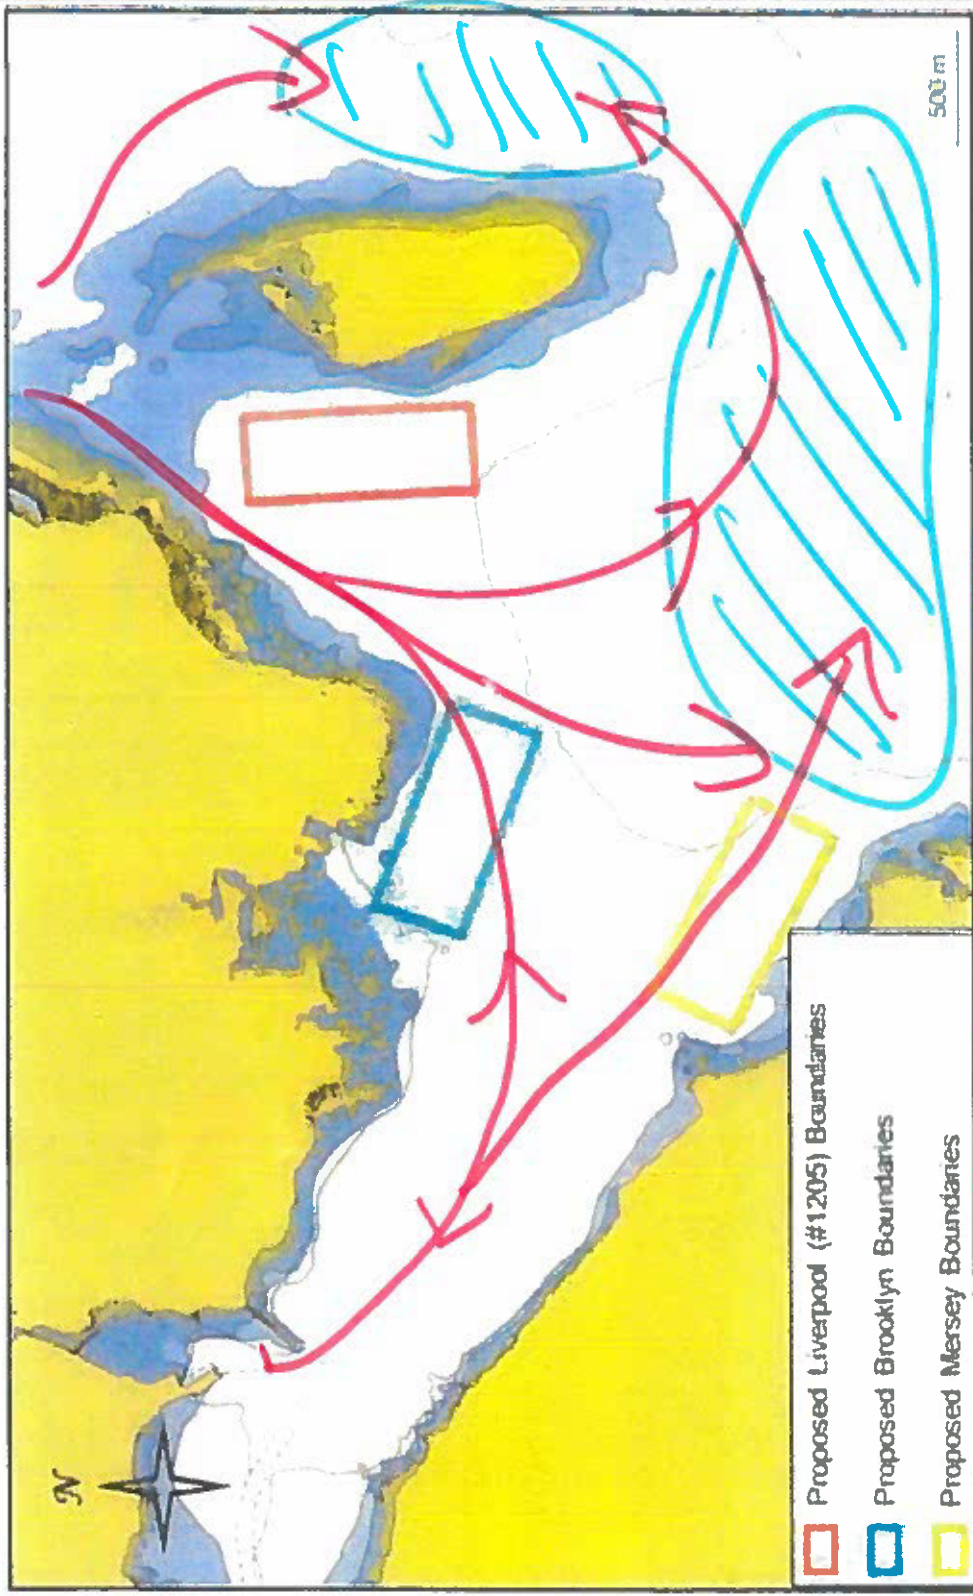 N
500 m
Proposed Liverpool (#1205) Boundaries
Proposed Brooklyn Boundaries
Proposed Mersey Boundaries